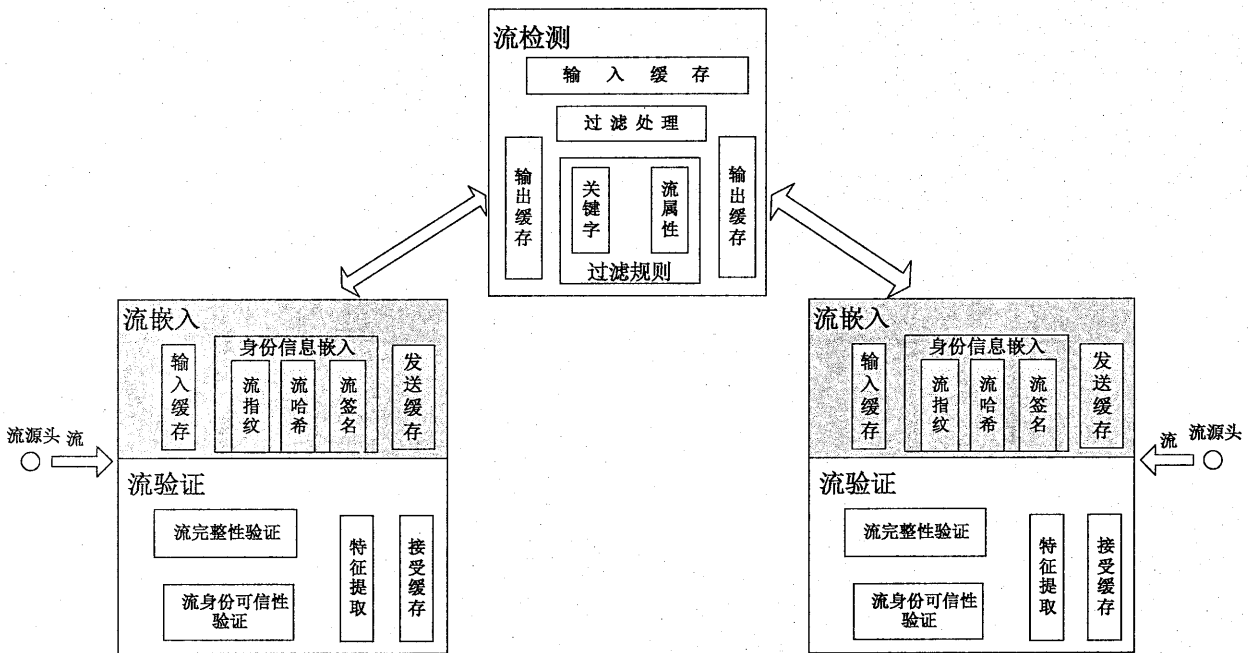 流检测
输入缓存
过滤处理
输出缓存
关键字
流属性
输出缓存
过滤规则
流嵌入
身份信息嵌入
输入缓存
流指纹
流哈希
流签名
发送缓存
流源头
流
流验证
流完整性验证
特征提取
接受缓存
流身份可信性
验证
流嵌入
身份信息嵌入
输入缓存
流指纹
流哈希
流签名
发送缓存
流
流源头
流验证
流完整性验证
特征提取
接受缓存
流身份可信性
验证